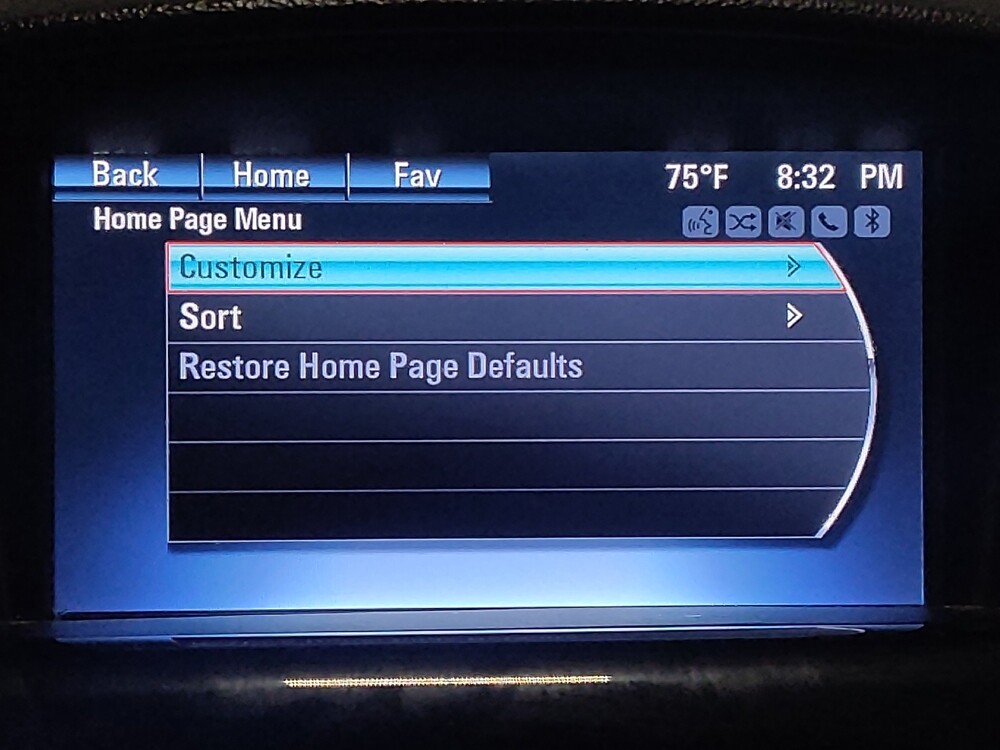 Back Home Fav 75°F 8:32 PM
Home Page Menu
Customize
Sort
Restore Home Page Defaults